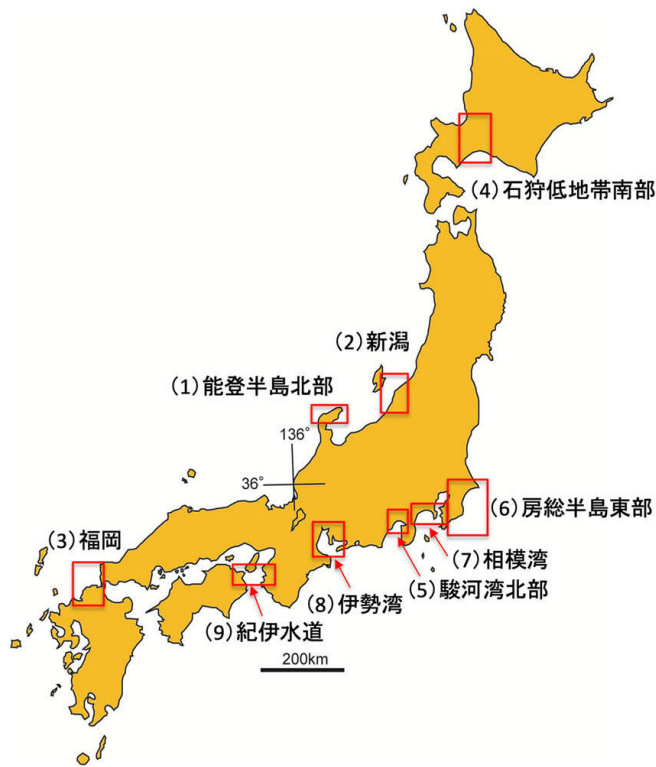 (4)石狩低地帯南部
(2)新潟
(1)能登半島北部
136°
36°
(6)房総半島東部
(3)福岡
(7)相模湾
(5)駿河湾北部
(8)伊勢湾
(9)紀伊水道
200km